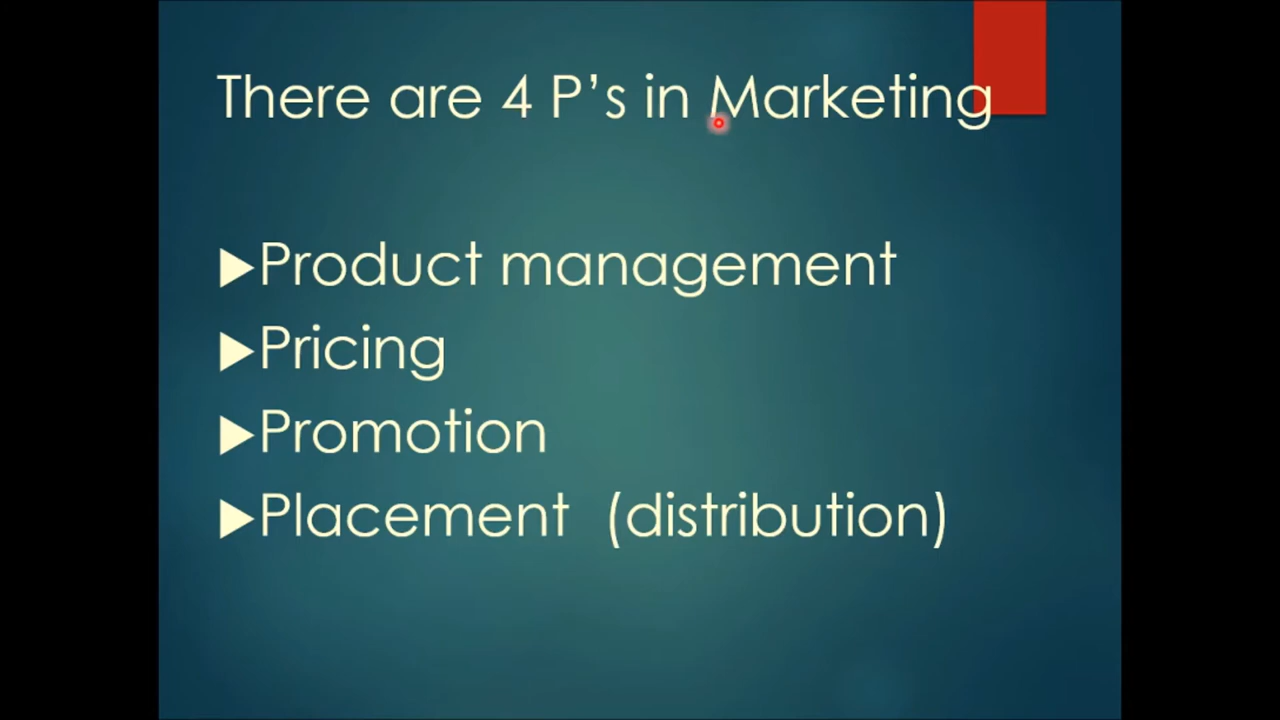 There are 4 P’s in Marketing
Product management
Pricing
Promotion
Placement (distribution)